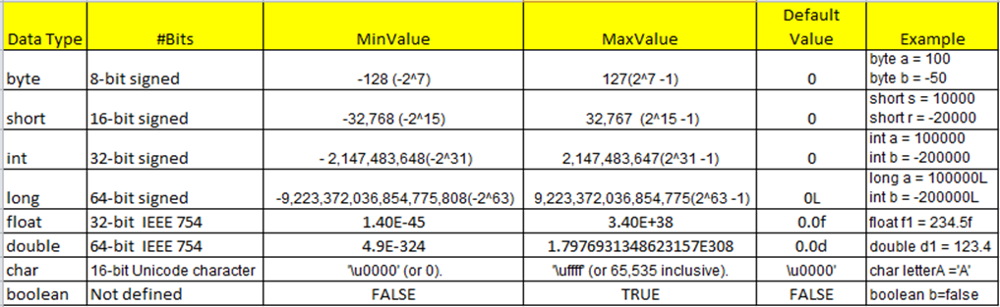 Data Type #Bits MinValue MaxValue Default Value Example
byte 8-bit signed -128 (-2^7) 127(2^7 -1) 0 byte a = 100
byte b = -50
short 16-bit signed -32,768 (-2^15) 32,767 (2^15 -1) 0 short s = 10000
short r = -20000
int 32-bit signed - 2,147,483,648(-2^31) 2,147,483,647(2^31 -1) 0 int a = 100000
int b = -200000
long 64-bit signed -9,223,372,036,854,775,808(-2^63) 9,223,372,036,854,775(2^63 -1) 0L long a = 100000L
int b = -200000L
float 32-bit IEEE 754 1.40E-45 3.40E+38 0.0f float f1 = 234.5f
double 64-bit IEEE 754 4.9E-324 1.7976931348623157E308 0.0d double d1 = 123.4
char 16-bit Unicode character '\u0000' (or 0). '\uffff' (or 65,535 inclusive). '\u0000' char letterA ='A'
boolean Not defined FALSE TRUE FALSE boolean b=false